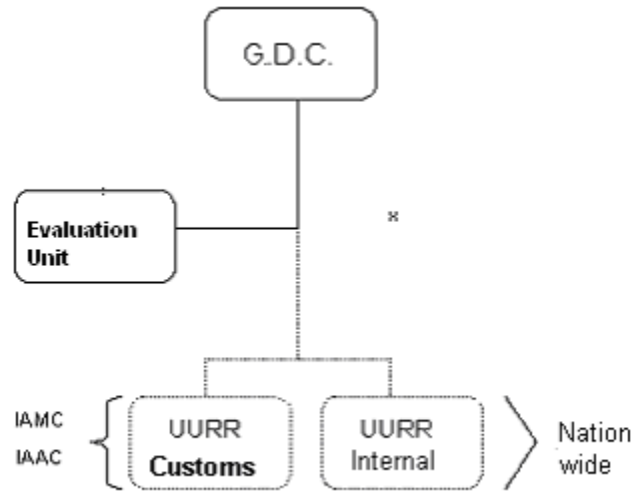 G.D.C.
Evaluation
Unit
x
IAMC
IAAC
UURR
Customs
UURR
Internal
Nation
wide